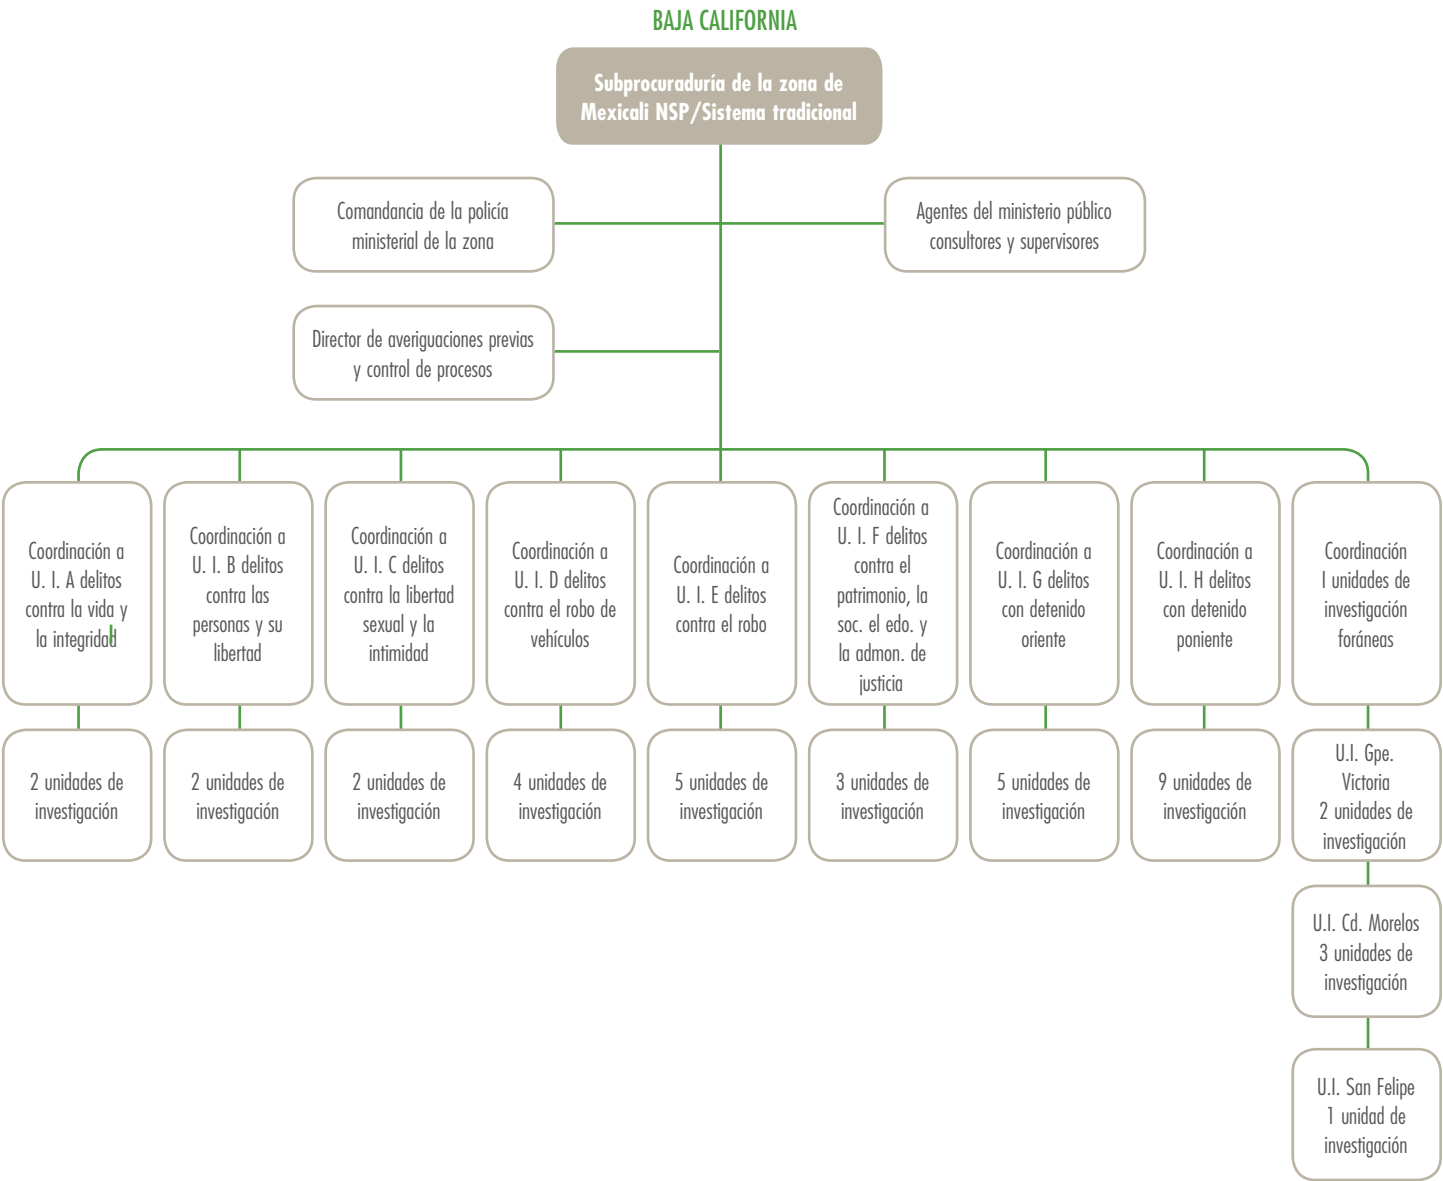 BAJA CALIFORNIA
Subprocuraduría de la zona de
Mexicali NSP/Sistema tradicional
Comandancia de la policía
ministerial de la zona
Agentes del ministerio público
consultores y supervisores
Director de averiguaciones previas
y control de procesos
Coordinación a
U. I. A delitos
contra la vida y
la integridad
Coordinación a
U. I. B delitos
contra las
personas y su
libertad
Coordinación a
U. I. C delitos
contra la libertad
sexual y la
intimidad
Coordinación a
U. I. D delitos
contra el robo de
vehículos
Coordinación a
U. I. E delitos
contra el robo
Coordinación a
U. I. F delitos
contra el
patrimonio, la
soc. el edo. y
la admon. de
justicia
Coordinación a
U. I. G delitos
con detenido
oriente
Coordinación a
U. I. H delitos
con detenido
poniente
Coordinación
I unidades de
investigación
foráneas
2 unidades de
investigación
2 unidades de
investigación
2 unidades de
investigación
4 unidades de
investigación
5 unidades de
investigación
3 unidades de
investigación
5 unidades de
investigación
9 unidades de
investigación
U.I. Gpe.
Victoria
2 unidades de
investigación
U.I. Cd. Morelos
3 unidades de
investigación
U.I. San Felipe
1 unidad de
investigación